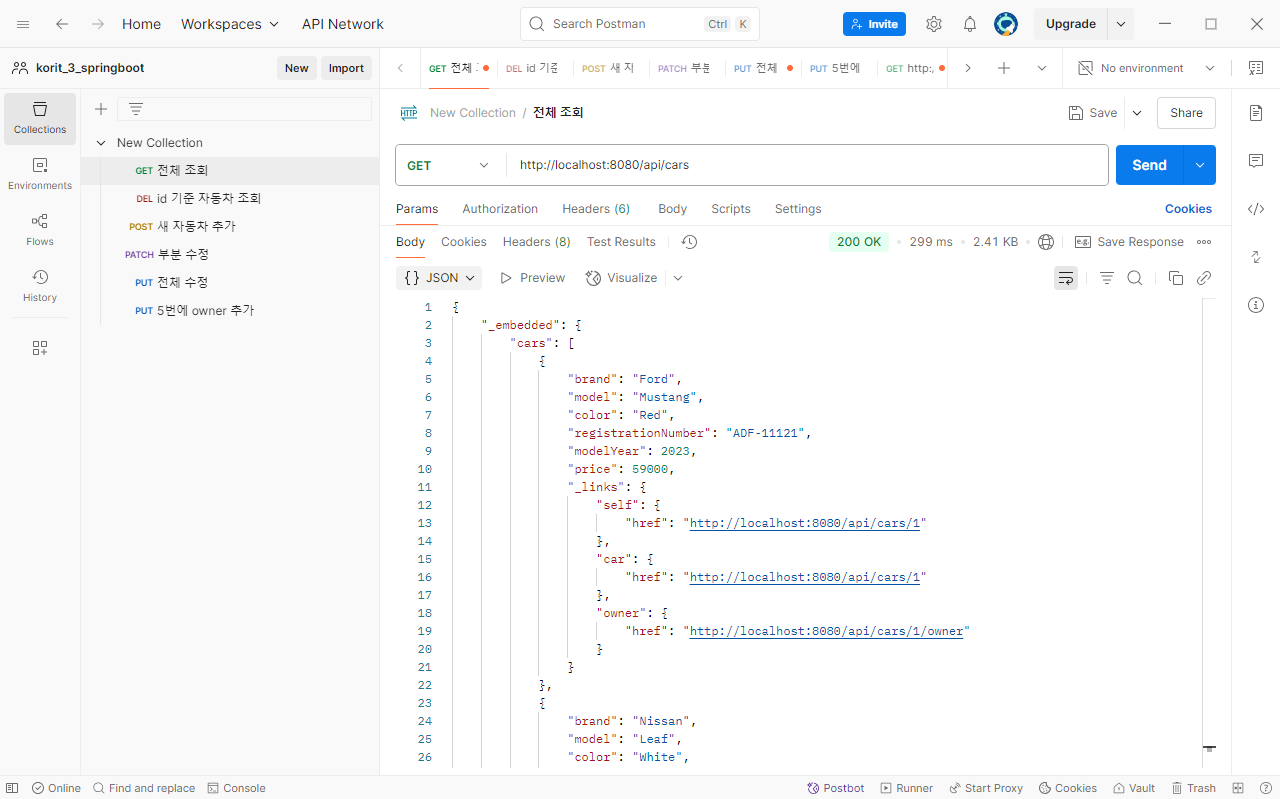 Home Workspaces API Network Search Postman Ctrl K Invite Upgrade
korit_3_springboot New Import GET 전체 DEL id 기준 POST 새 자 PATCH 부분 PUT 전체 PUT 5번에 GET http:, No environment
Collections
Environments
Flows
History
New Collection
GET 전체 조회
DEL id 기준 자동차 조회
POST 새 자동차 추가
PATCH 부분 수정
PUT 전체 수정
PUT 5번에 owner 추가
HTTP New Collection / 전체 조회 Save Share
GET http://localhost:8080/api/cars Send
Params Authorization Headers (6) Body Scripts Settings Cookies
Body Cookies Headers (8) Test Results 200 OK • 299 ms • 2.41 KB • e.g. Save Response
{} JSON Preview Visualize
1 {
2 "_embedded": {
3 "cars": [
4 {
5 "brand": "Ford",
6 "model": "Mustang",
7 "color": "Red",
8 "registrationNumber": "ADF-11121",
9 "modelYear": 2023,
10 "price": 59000,
11 "_links": {
12 "self": {
13 "href": "http://localhost:8080/api/cars/1"
14 },
15 "car": {
16 "href": "http://localhost:8080/api/cars/1"
17 },
18 "owner": {
19 "href": "http://localhost:8080/api/cars/1/owner"
20 }
21 }
22 },
23 {
24 "brand": "Nissan",
25 "model": "Leaf",
26 "color": "White",
Online Find and replace Console Postbot Runner Start Proxy Cookies Vault Trash